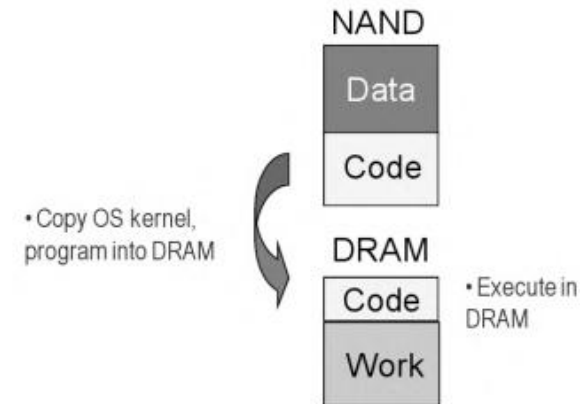 NAND
Data
Code
• Copy OS kernel,
program into DRAM
DRAM
Code
• Execute in
DRAM
Work